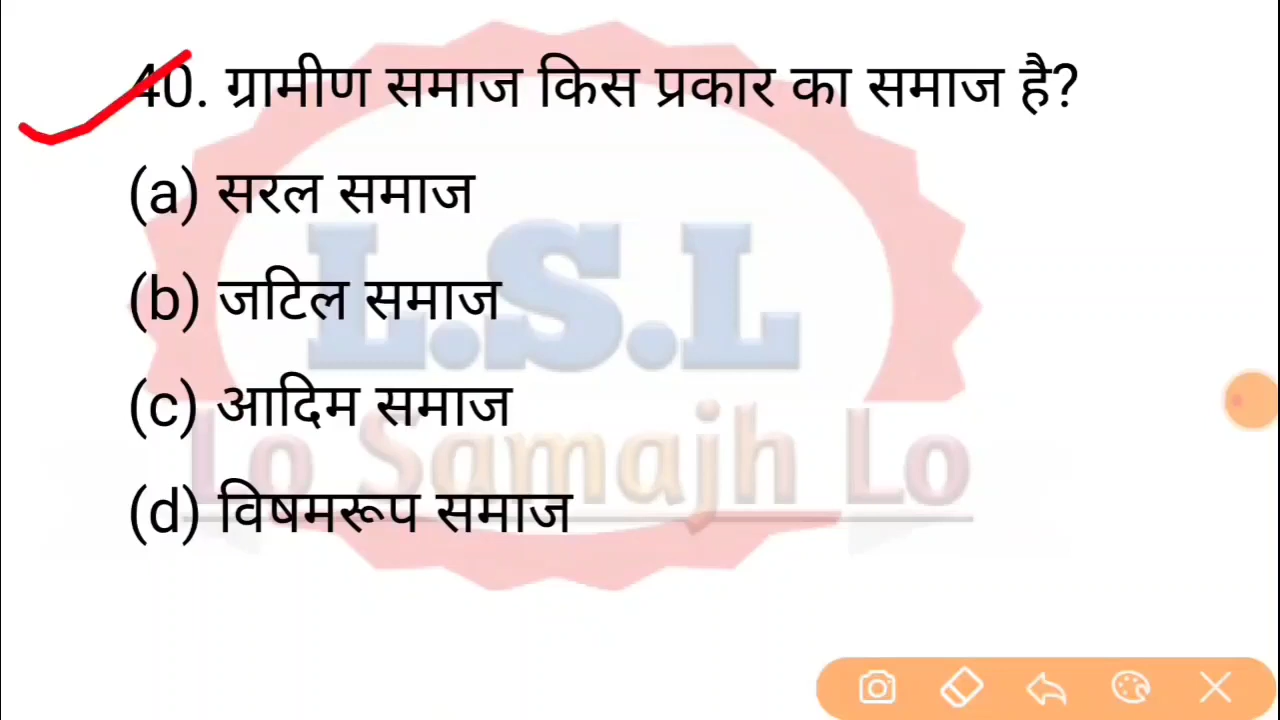 40. ग्रामीण समाज किस प्रकार का समाज है?
(a) सरल समाज
(b) जटिल समाज
(c) आदिम समाज
(d) विषमरूप समाज
L.S.L
Lo Samajh Lo